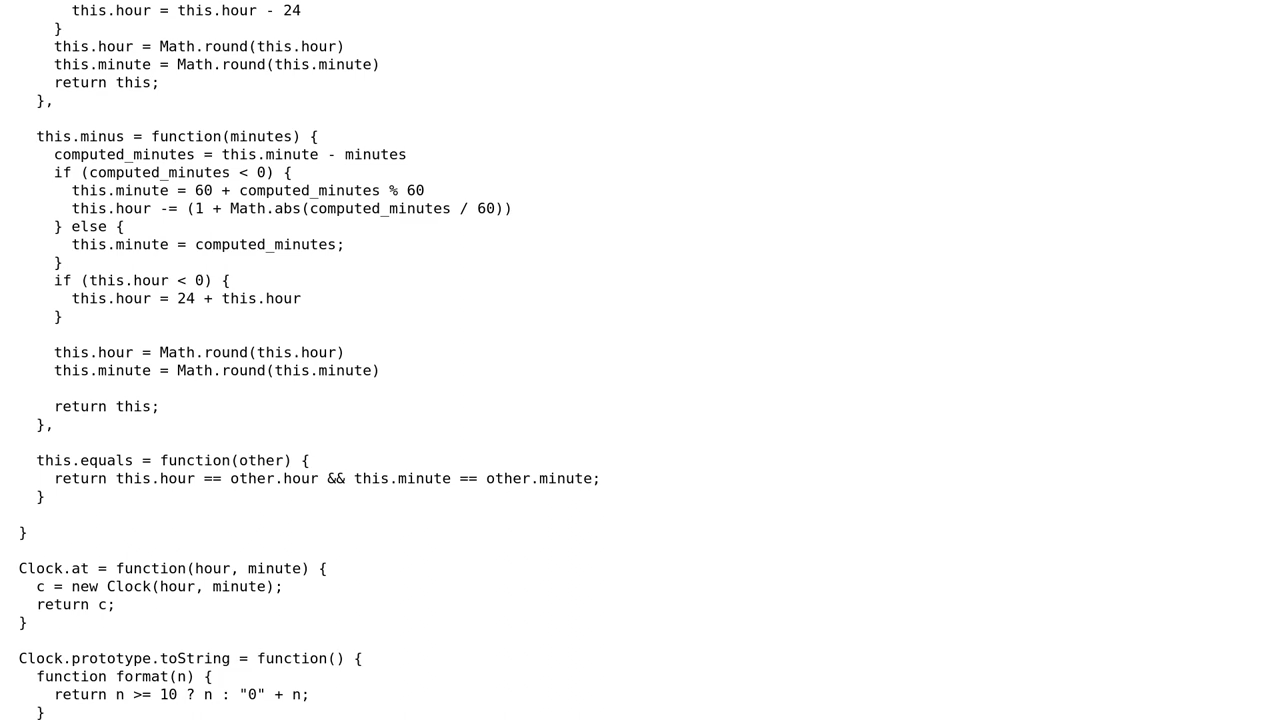 this.hour = this.hour - 24
    }
    this.hour = Math.round(this.hour)
    this.minute = Math.round(this.minute)
    return this;
  },

  this.minus = function(minutes) {
    computed_minutes = this.minute - minutes
    if (computed_minutes < 0) {
      this.minute = 60 + computed_minutes % 60
      this.hour -= (1 + Math.abs(computed_minutes / 60))
    } else {
      this.minute = computed_minutes;
    }
    if (this.hour < 0) {
      this.hour = 24 + this.hour
    }

    this.hour = Math.round(this.hour)
    this.minute = Math.round(this.minute)

    return this;
  },

  this.equals = function(other) {
    return this.hour == other.hour && this.minute == other.minute;
  }

}

Clock.at = function(hour, minute) {
  c = new Clock(hour, minute);
  return c;
}

Clock.prototype.toString = function() {
  function format(n) {
    return n >= 10 ? n : "0" + n;
  }